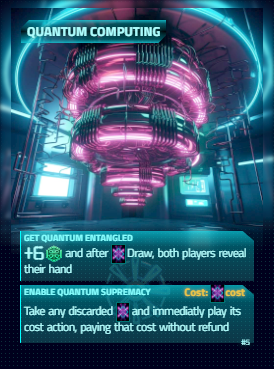 QUANTUM COMPUTING
GET QUANTUM ENTANGLED
+6 and after Draw, both players reveal
their hand
ENABLE QUANTUM SUPREMACY Cost: cost
Take any discarded and immediatly play its
cost action, paying that cost without refund
#5